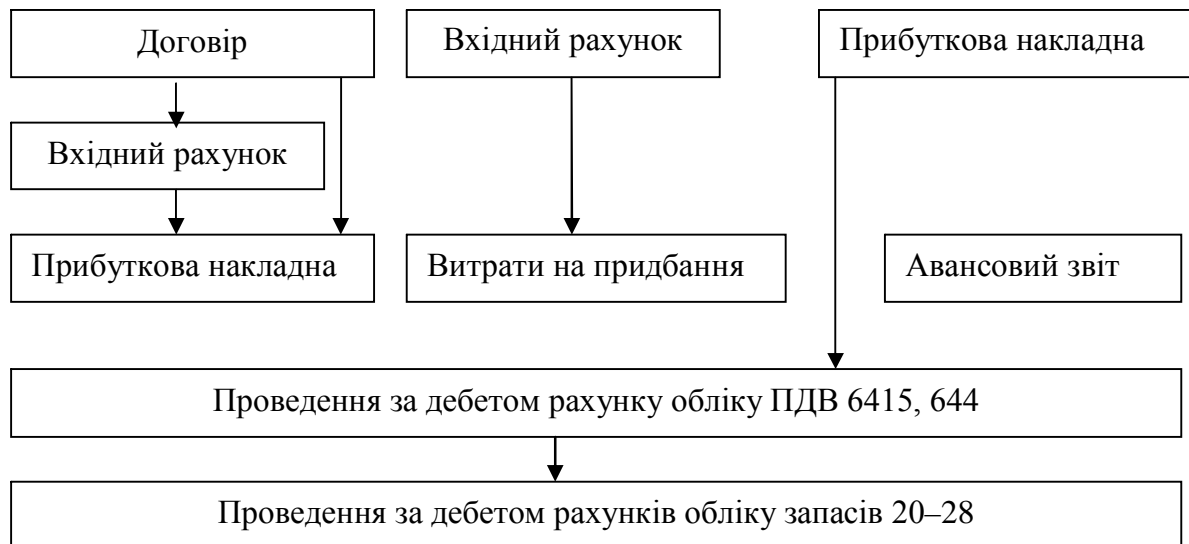 Договір
Вхідний рахунок
Прибуткова накладна
Вхідний рахунок
Прибуткова накладна
Витрати на придбання
Авансовий звіт
Проведення за дебетом рахунку обліку ПДВ 6415, 644
Проведення за дебетом рахунків обліку запасів 20–28